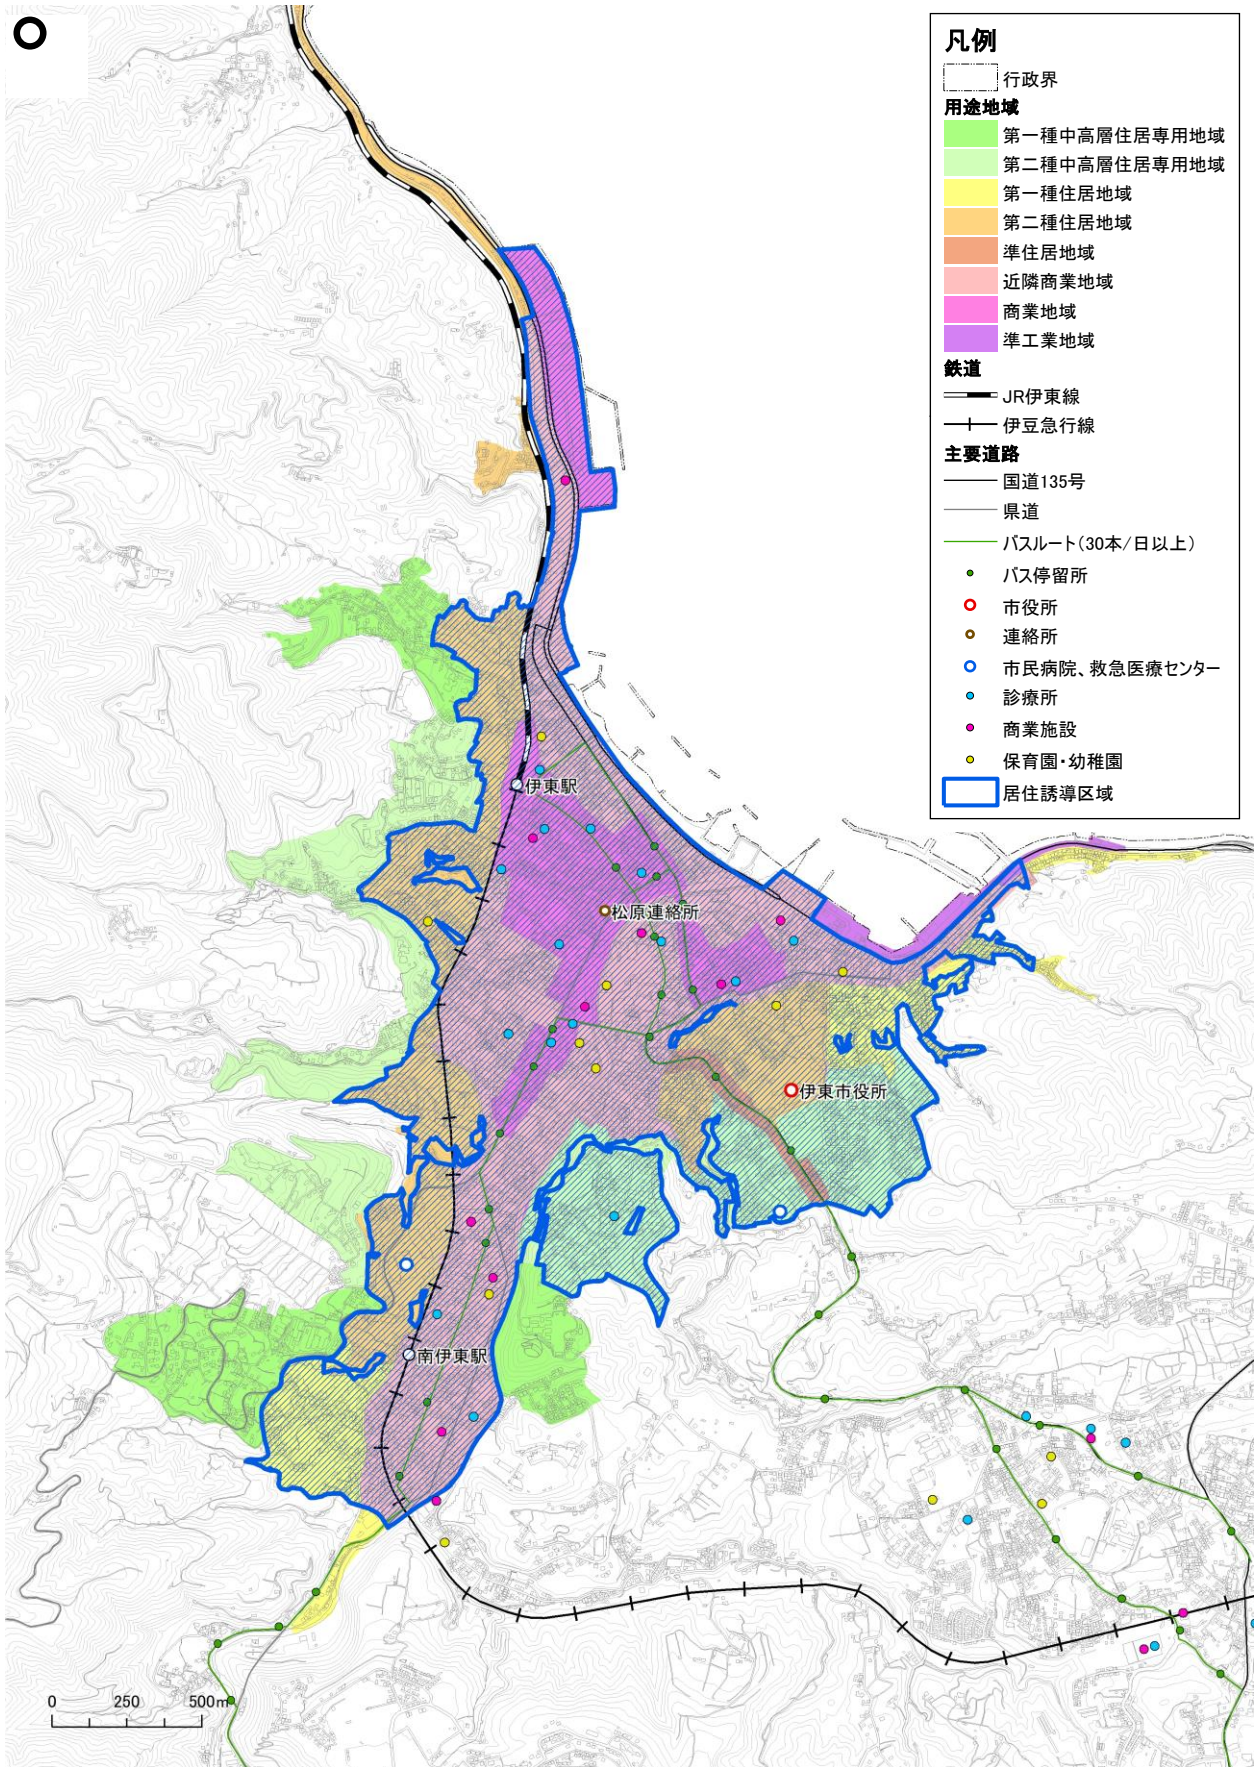 凡例
行政界
用途地域
第一種中高層住居専用地域
第二種中高層住居専用地域
第一種住居地域
第二種住居地域
準住居地域
近隣商業地域
商業地域
準工業地域
鉄道
JR伊東線
伊豆急行線
主要道路
国道135号
県道
バスルート(30本/日以上)
バス停留所
市役所
連絡所
市民病院、救急医療センター
診療所
商業施設
保育園・幼稚園
居住誘導区域
伊東駅
松原連絡所
伊東市役所
南伊東駅
0 250 500m